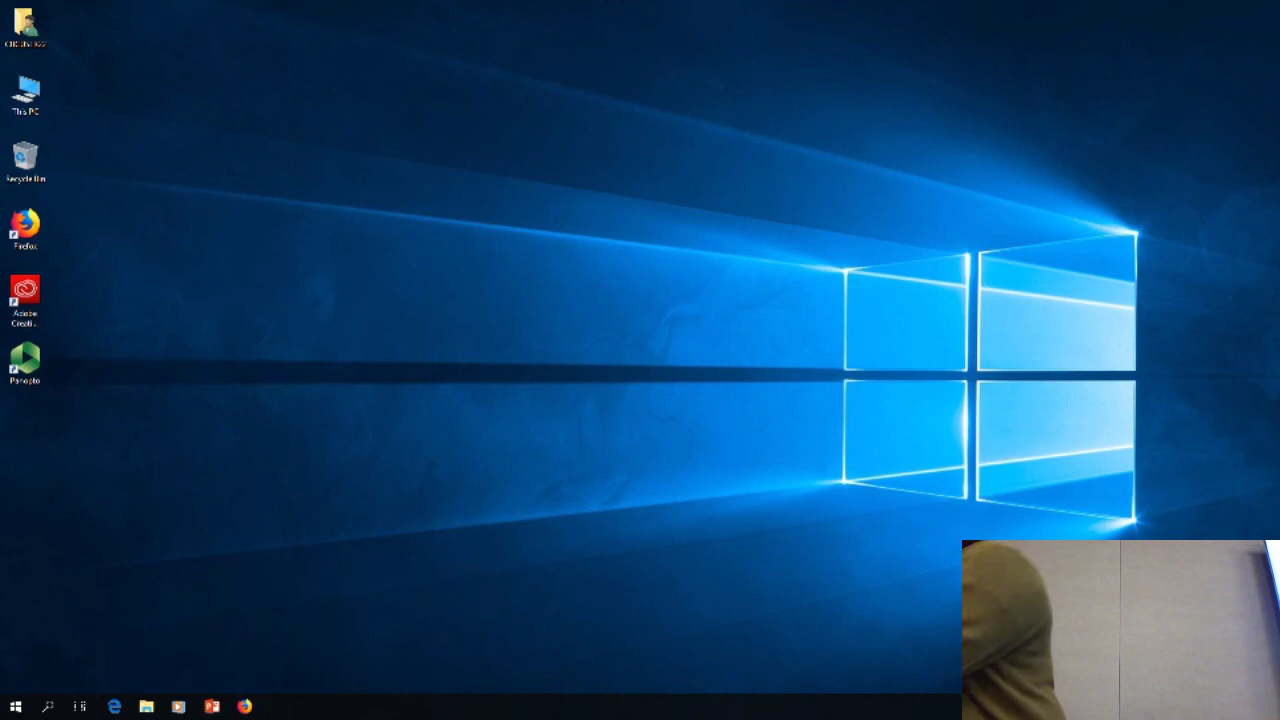 This PC
Recycle Bin
Firefox
Adobe
Creati...
Panopto